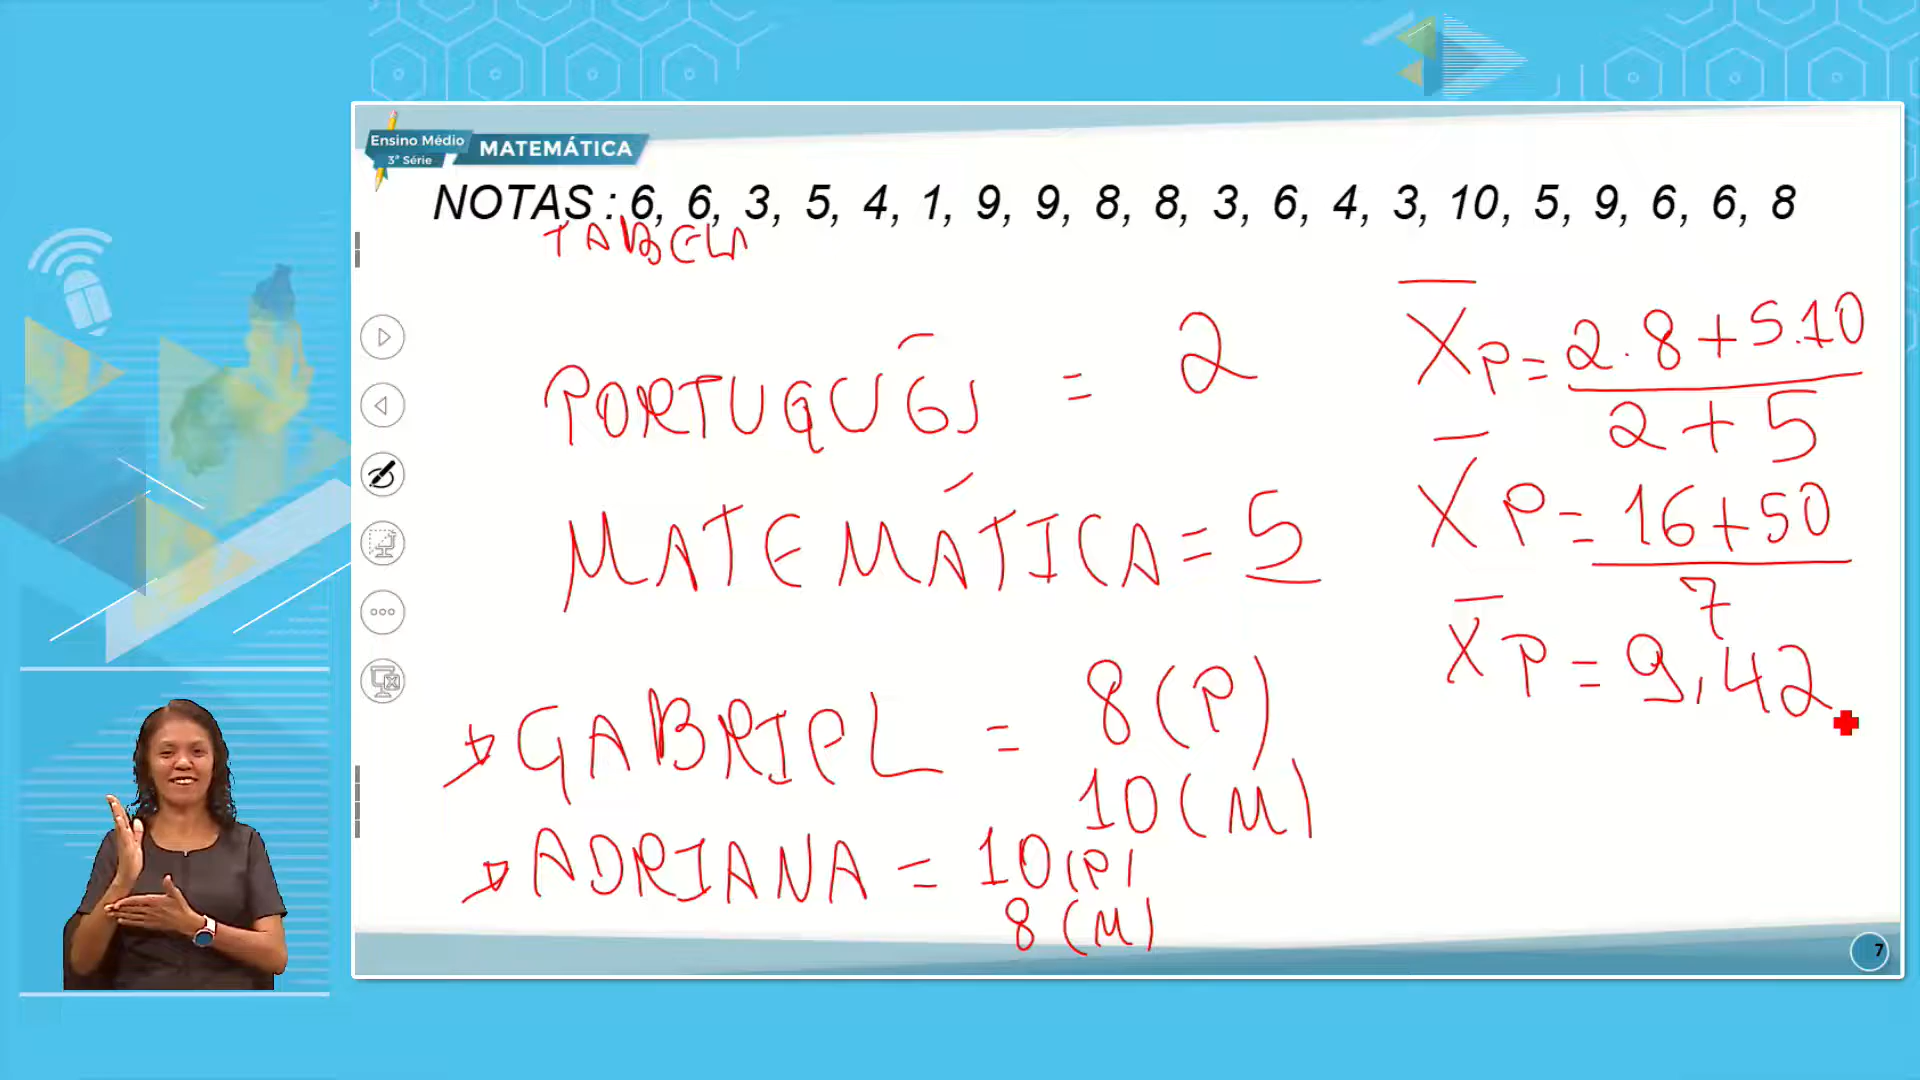 Ensino Médio
3ª Série
MATEMÁTICA
NOTAS : 6, 6, 3, 5, 4, 1, 9, 9, 8, 8, 3, 6, 4, 3, 10, 5, 9, 6, 6, 8
TABELA
PORTUGUÊS = 2
MATEMÁTICA = 5
GABRIEL = 8 (P)
10 (M)
ADRIANA = 10 (P)
8 (M)
X̅P = 2.8+5.10
2+5
X̅P = 16+50
7
X̅P = 9,42
7